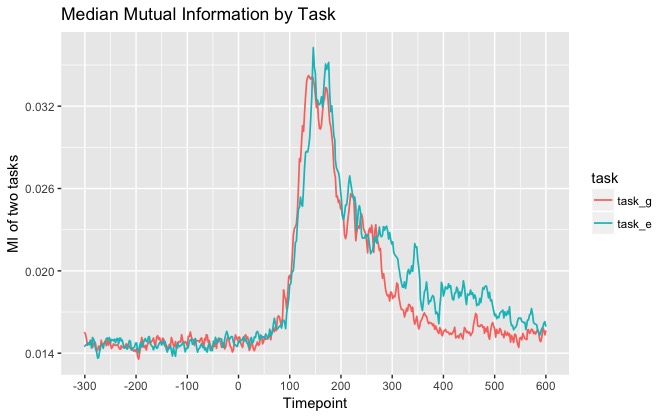 Median Mutual Information by Task
MI of two tasks
0.032
0.026
0.020
0.014
-300 -200 -100 0 100 200 300 400 500 600
Timepoint
task
task_g
task_e